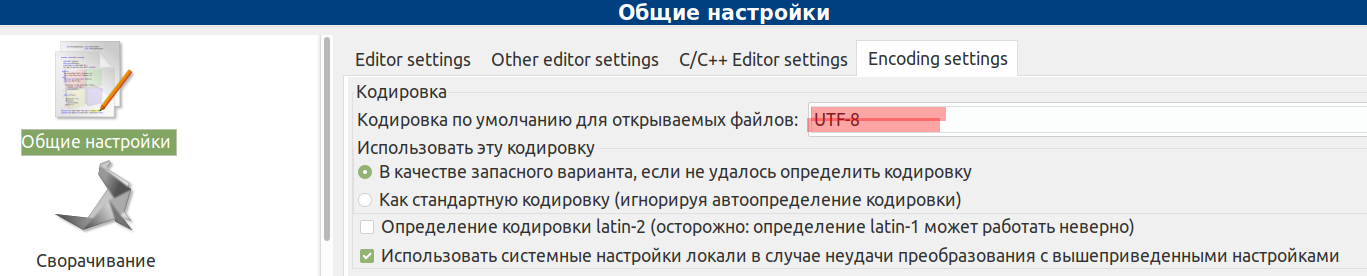 Общие настройки
Editor settings Other editor settings C/C++ Editor settings Encoding settings
Кодировка
Кодировка по умолчанию для открываемых файлов: UTF-8
Общие настройки
Использовать эту кодировку
В качестве запасного варианта, если не удалось определить кодировку
Как стандартную кодировку (игнорируя автоопределение кодировки)
Определение кодировки latin-2 (осторожно: определение latin-1 может работать неверно)
Сворачивание
Использовать системные настройки локали в случае неудачи преобразования с вышеприведенными настройками